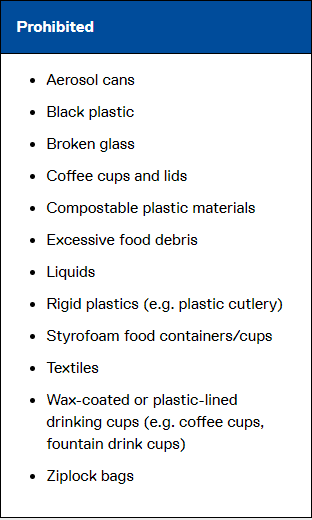 Prohibited
• Aerosol cans
• Black plastic
• Broken glass
• Coffee cups and lids
• Compostable plastic materials
• Excessive food debris
• Liquids
• Rigid plastics (e.g. plastic cutlery)
• Styrofoam food containers/cups
• Textiles
• Wax-coated or plastic-lined
drinking cups (e.g. coffee cups,
fountain drink cups)
• Ziplock bags